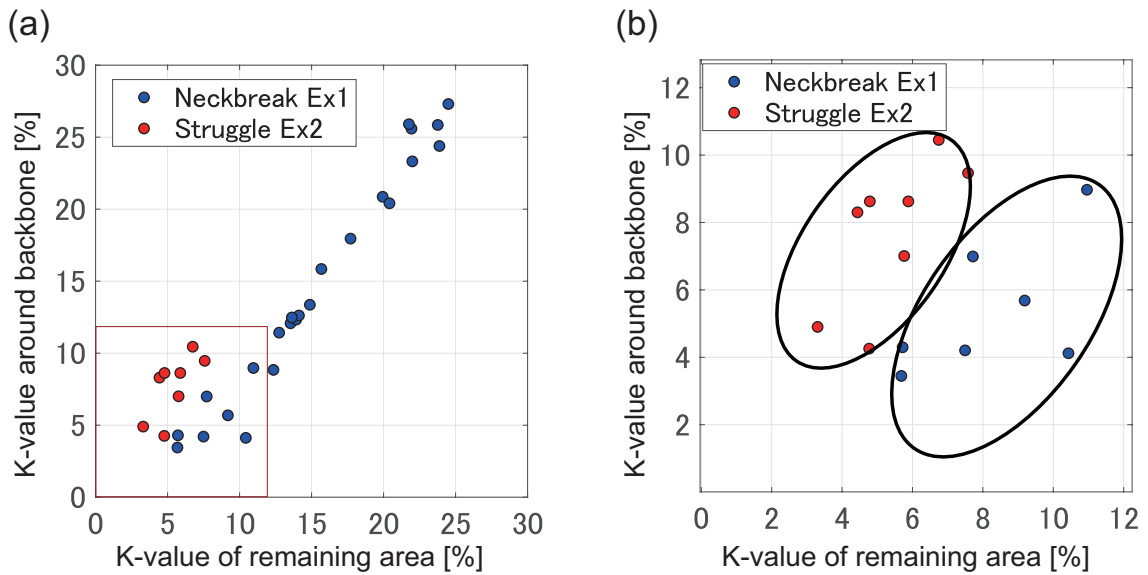 (a)
30
25
20
15
10
5
0
0 5 10 15 20 25 30
K-value around backbone [%]
K-value of remaining area [%]
Neckbreak Ex1
Struggle Ex2
(b)
12
10
8
6
4
2
0 2 4 6 8 10 12
K-value around backbone [%]
K-value of remaining area [%]
Neckbreak Ex1
Struggle Ex2